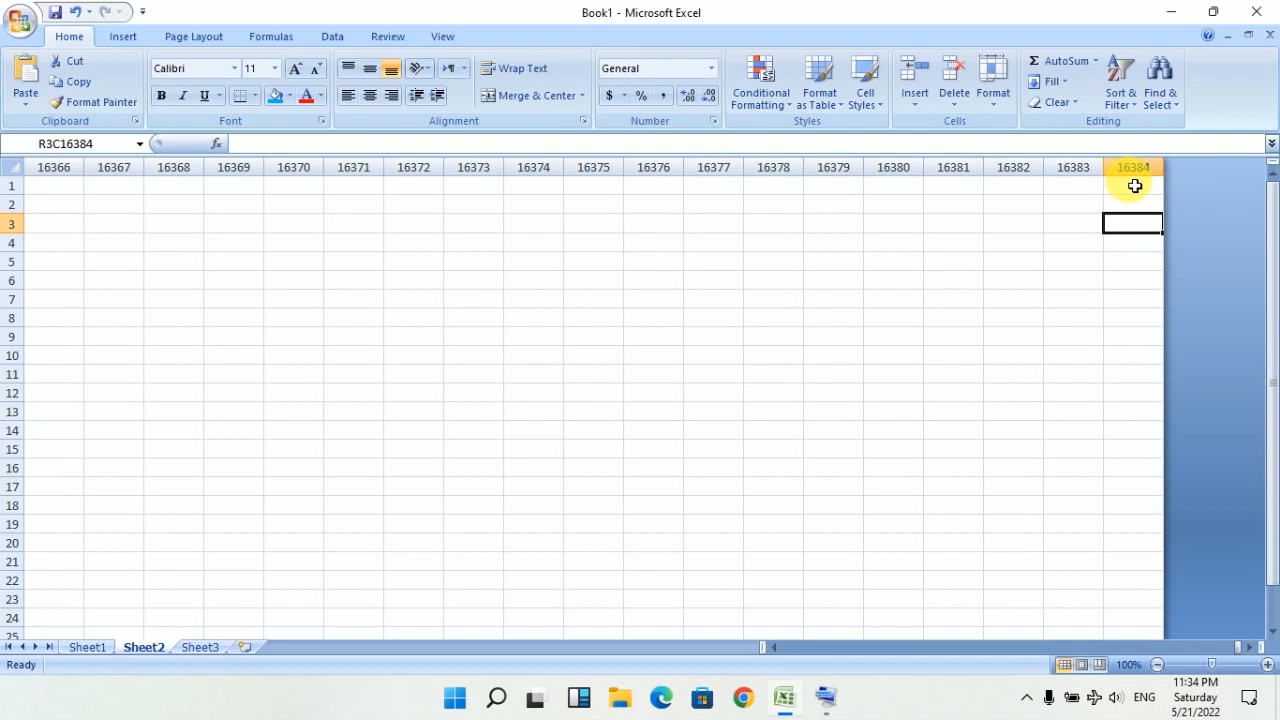 Book1 - Microsoft Excel
Home Insert Page Layout Formulas Data Review View
Paste
Cut
Copy
Format Painter
Clipboard
Calibri 11
B I U
Font
Wrap Text
Merge & Center
Alignment
General
$ % ,
Number
Conditional Formatting
Format as Table
Cell Styles
Styles
Insert Delete Format
Cells
Σ AutoSum
Fill
Clear
Sort & Filter
Find & Select
Editing
R3C16384 fx
16366 16367 16368 16369 16370 16371 16372 16373 16374 16375 16376 16377 16378 16379 16380 16381 16382 16383 16384
1
2
3
4
5
6
7
8
9
10
11
12
13
14
15
16
17
18
19
20
21
22
23
24
25
Sheet1 Sheet2 Sheet3
Ready 100%
ENG
11:34 PM
Saturday
5/21/2022